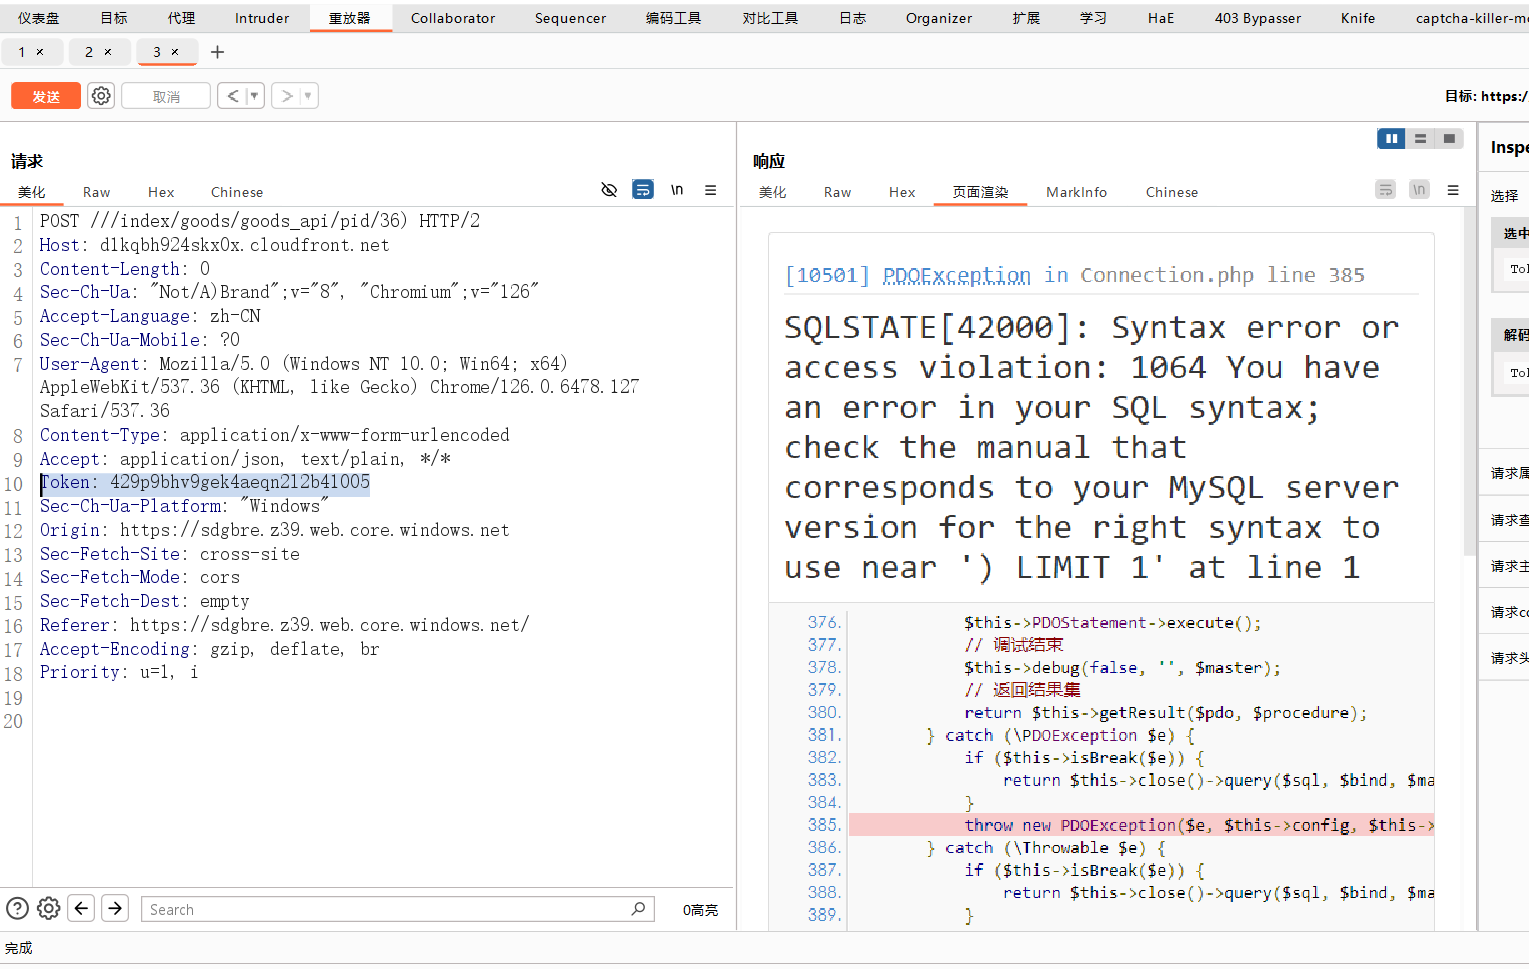 仪表盘 目标 代理 Intruder 重放器 Collaborator Sequencer 编码工具 对比工具 日志 Organizer 扩展 学习 HaE 403 Bypasser Knife captcha-killer-mo
1 × 2 × 3 × +
发送 取消 < ▼ > ▼ 目标: https:/
请求
美化 Raw Hex Chinese \n
1 POST ///index/goods/goods_api/pid/36) HTTP/2
2 Host: dlkqbh924skx0x.cloudfront.net
3 Content-Length: 0
4 Sec-Ch-Ua: "Not/A)Brand";v="8", "Chromium";v="126"
5 Accept-Language: zh-CN
6 Sec-Ch-Ua-Mobile: ?0
7 User-Agent: Mozilla/5.0 (Windows NT 10.0; Win64; x64)
AppleWebKit/537.36 (KHTML, like Gecko) Chrome/126.0.6478.127
Safari/537.36
8 Content-Type: application/x-www-form-urlencoded
9 Accept: application/json, text/plain, */*
10 Token: 429p9bhv9gek4aeqn2l2b4l005
11 Sec-Ch-Ua-Platform: "Windows"
12 Origin: https://sdgbre.z39.web.core.windows.net
13 Sec-Fetch-Site: cross-site
14 Sec-Fetch-Mode: cors
15 Sec-Fetch-Dest: empty
16 Referer: https://sdgbre.z39.web.core.windows.net/
17 Accept-Encoding: gzip, deflate, br
18 Priority: u=1, i
19
20
Search 0高亮
完成
响应
美化 Raw Hex 页面渲染 MarkInfo Chinese \n
[10501] PDOException in Connection.php line 385
SQLSTATE[42000]: Syntax error or
access violation: 1064 You have
an error in your SQL syntax;
check the manual that
corresponds to your MySQL server
version for the right syntax to
use near ') LIMIT 1' at line 1
376. $this->PDOStatement->execute();
377. // 调试结束
378. $this->debug(false, '', $master);
379. // 返回结果集
380. return $this->getResult($pdo, $procedure);
381. } catch (\PDOException $e) {
382. if ($this->isBreak($e)) {
383. return $this->close()->query($sql, $bind, $ma
384. }
385. throw new PDOException($e, $this->config, $this->
386. } catch (\Throwable $e) {
387. if ($this->isBreak($e)) {
388. return $this->close()->query($sql, $bind, $ma
389. }
Inspe
选择
选中
To
解码
To
请求属
请求查
请求主
请求co
请求头